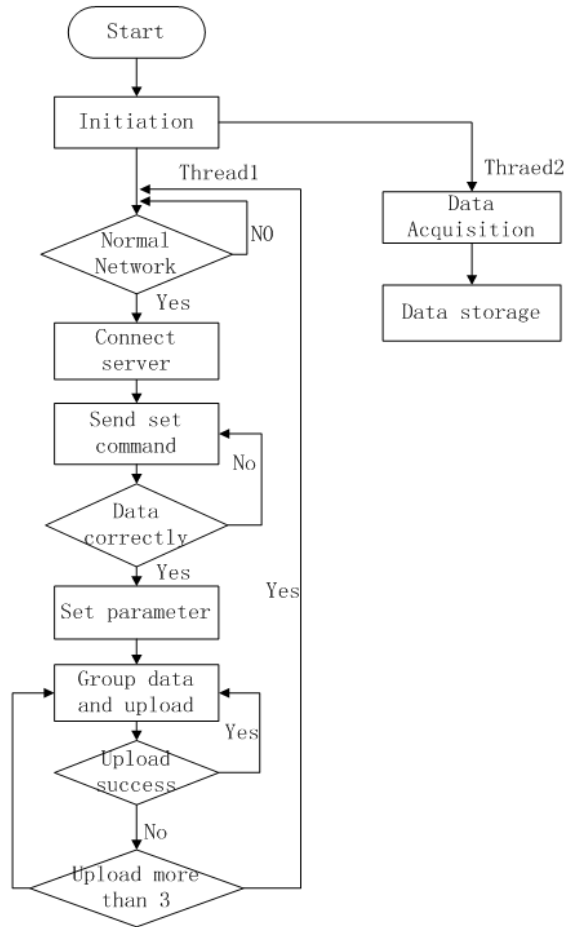 Start
Initiation
Thread1
Thraed2
Data
Acquisition
Normal
Network
N0
Yes
Data storage
Connect
server
Send set
command
No
Data
correctly
Yes
Yes
Set parameter
Group data
and upload
Yes
Upload
success
No
Upload more
than 3